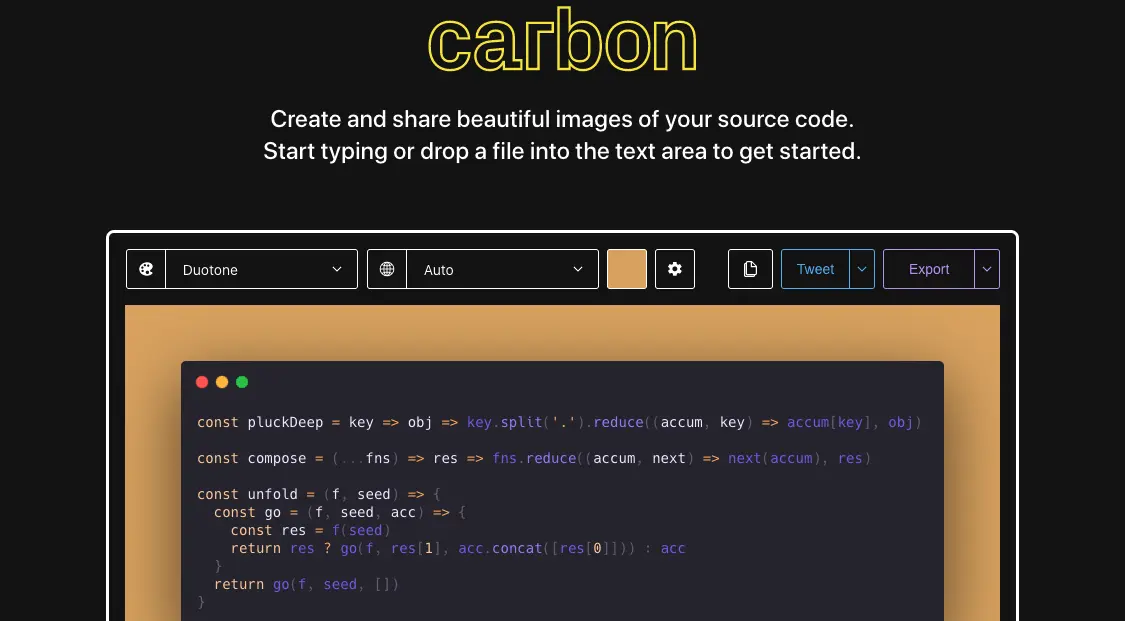 carbon
Create and share beautiful images of your source code.
Start typing or drop a file into the text area to get started.
Duotone Auto Tweet Export
const pluckDeep = key => obj => key.split('.').reduce((accum, key) => accum[key], obj)
const compose = (...fns) => res => fns.reduce((accum, next) => next(accum), res)
const unfold = (f, seed) => {
  const go = (f, seed, acc) => {
    const res = f(seed)
    return res ? go(f, res[1], acc.concat([res[0]])) : acc
  }
  return go(f, seed, [])
}